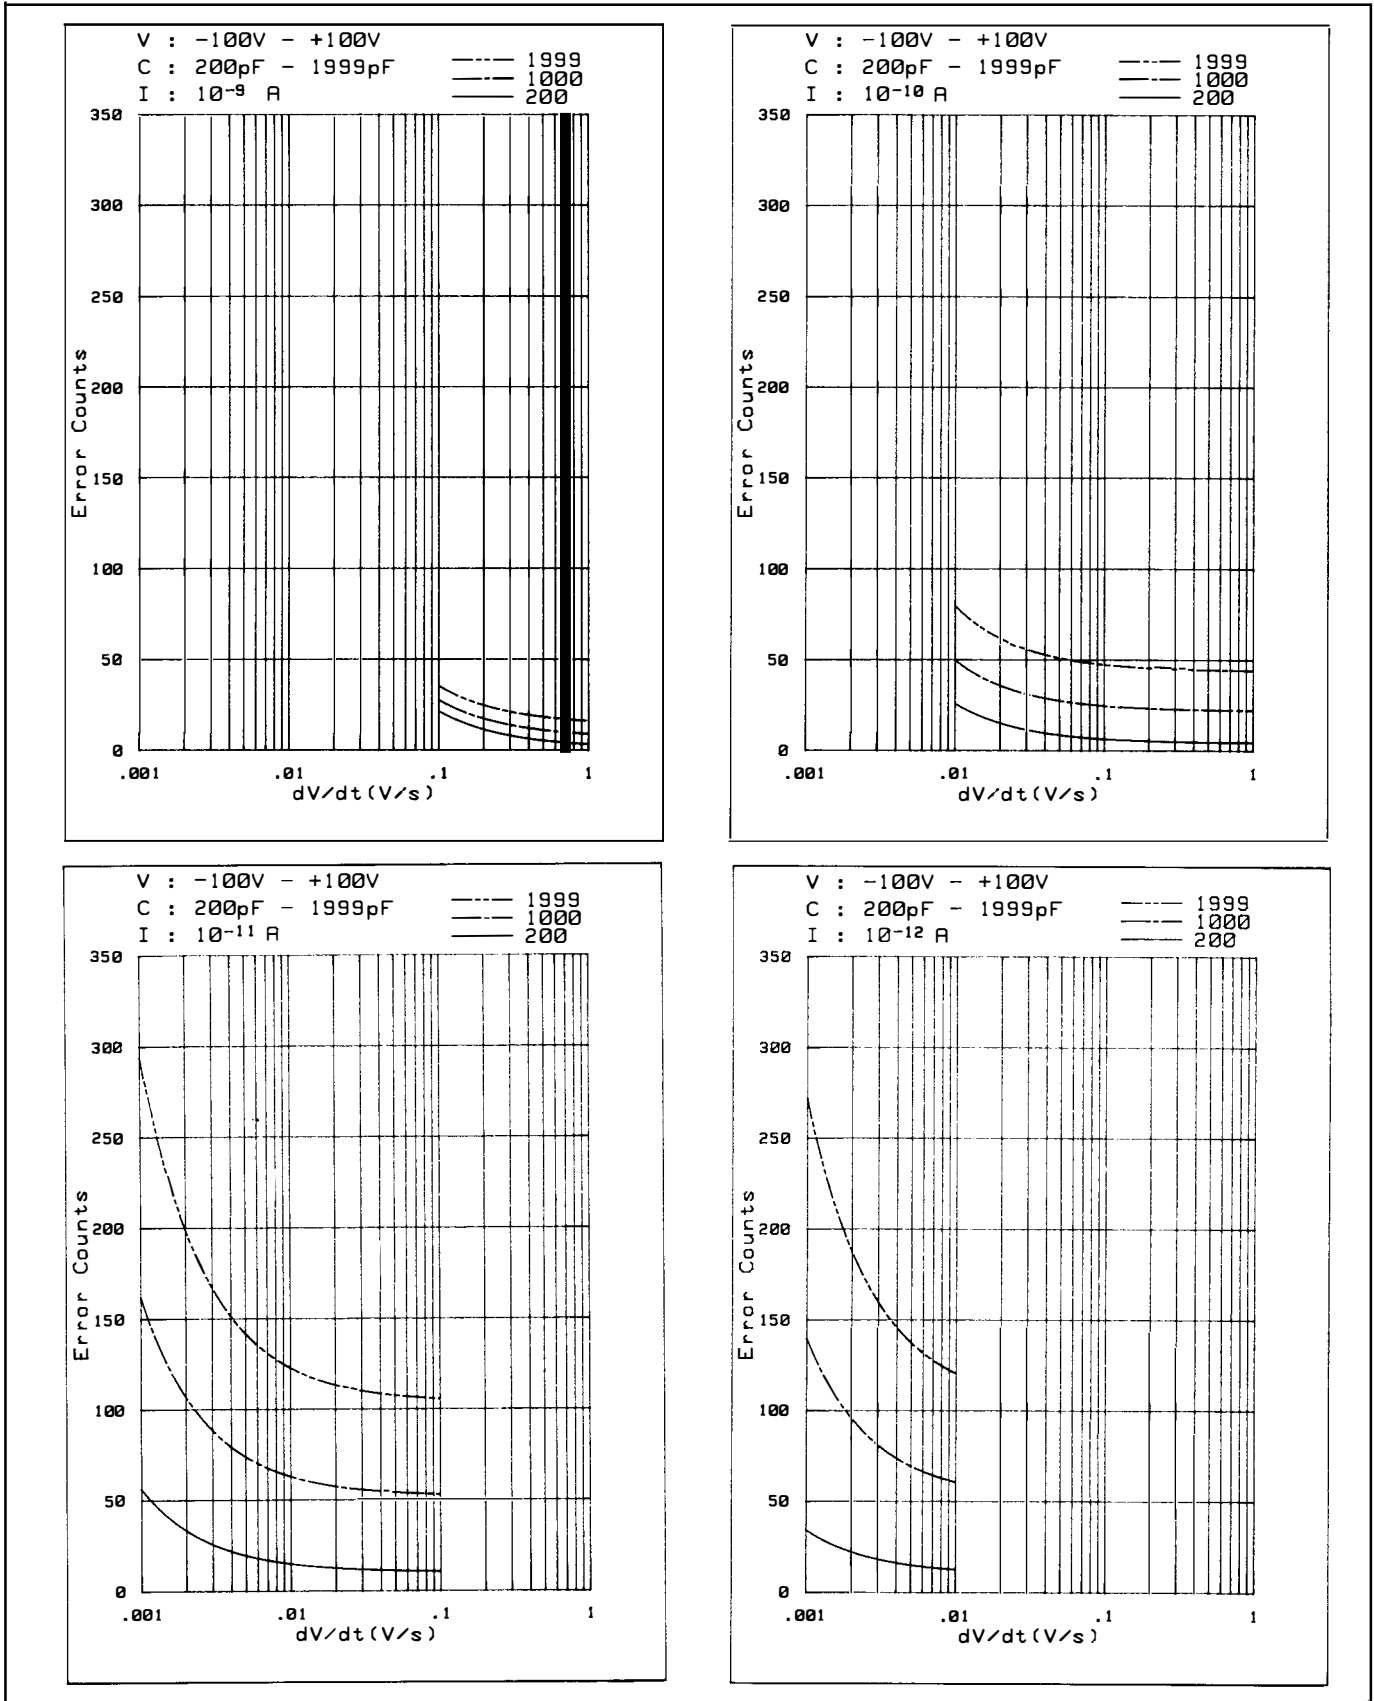 V : -100V - +100V
C : 200pF - 1999pF
I : 10⁻⁹ A
1999
1000
200
350
300
250
200
150
100
50
0
Error Counts
.001 .01 .1 1
dV/dt(V/s)
V : -100V - +100V
C : 200pF - 1999pF
I : 10⁻¹⁰ A
1999
1000
200
350
300
250
200
150
100
50
0
Error Counts
.001 .01 .1 1
dV/dt(V/s)
V : -100V - +100V
C : 200pF - 1999pF
I : 10⁻¹¹ A
1999
1000
200
350
300
250
200
150
100
50
0
Error Counts
.001 .01 .1 1
dV/dt(V/s)
V : -100V - +100V
C : 200pF - 1999pF
I : 10⁻¹² A
1999
1000
200
350
300
250
200
150
100
50
0
Error Counts
.001 .01 .1 1
dV/dt(V/s)